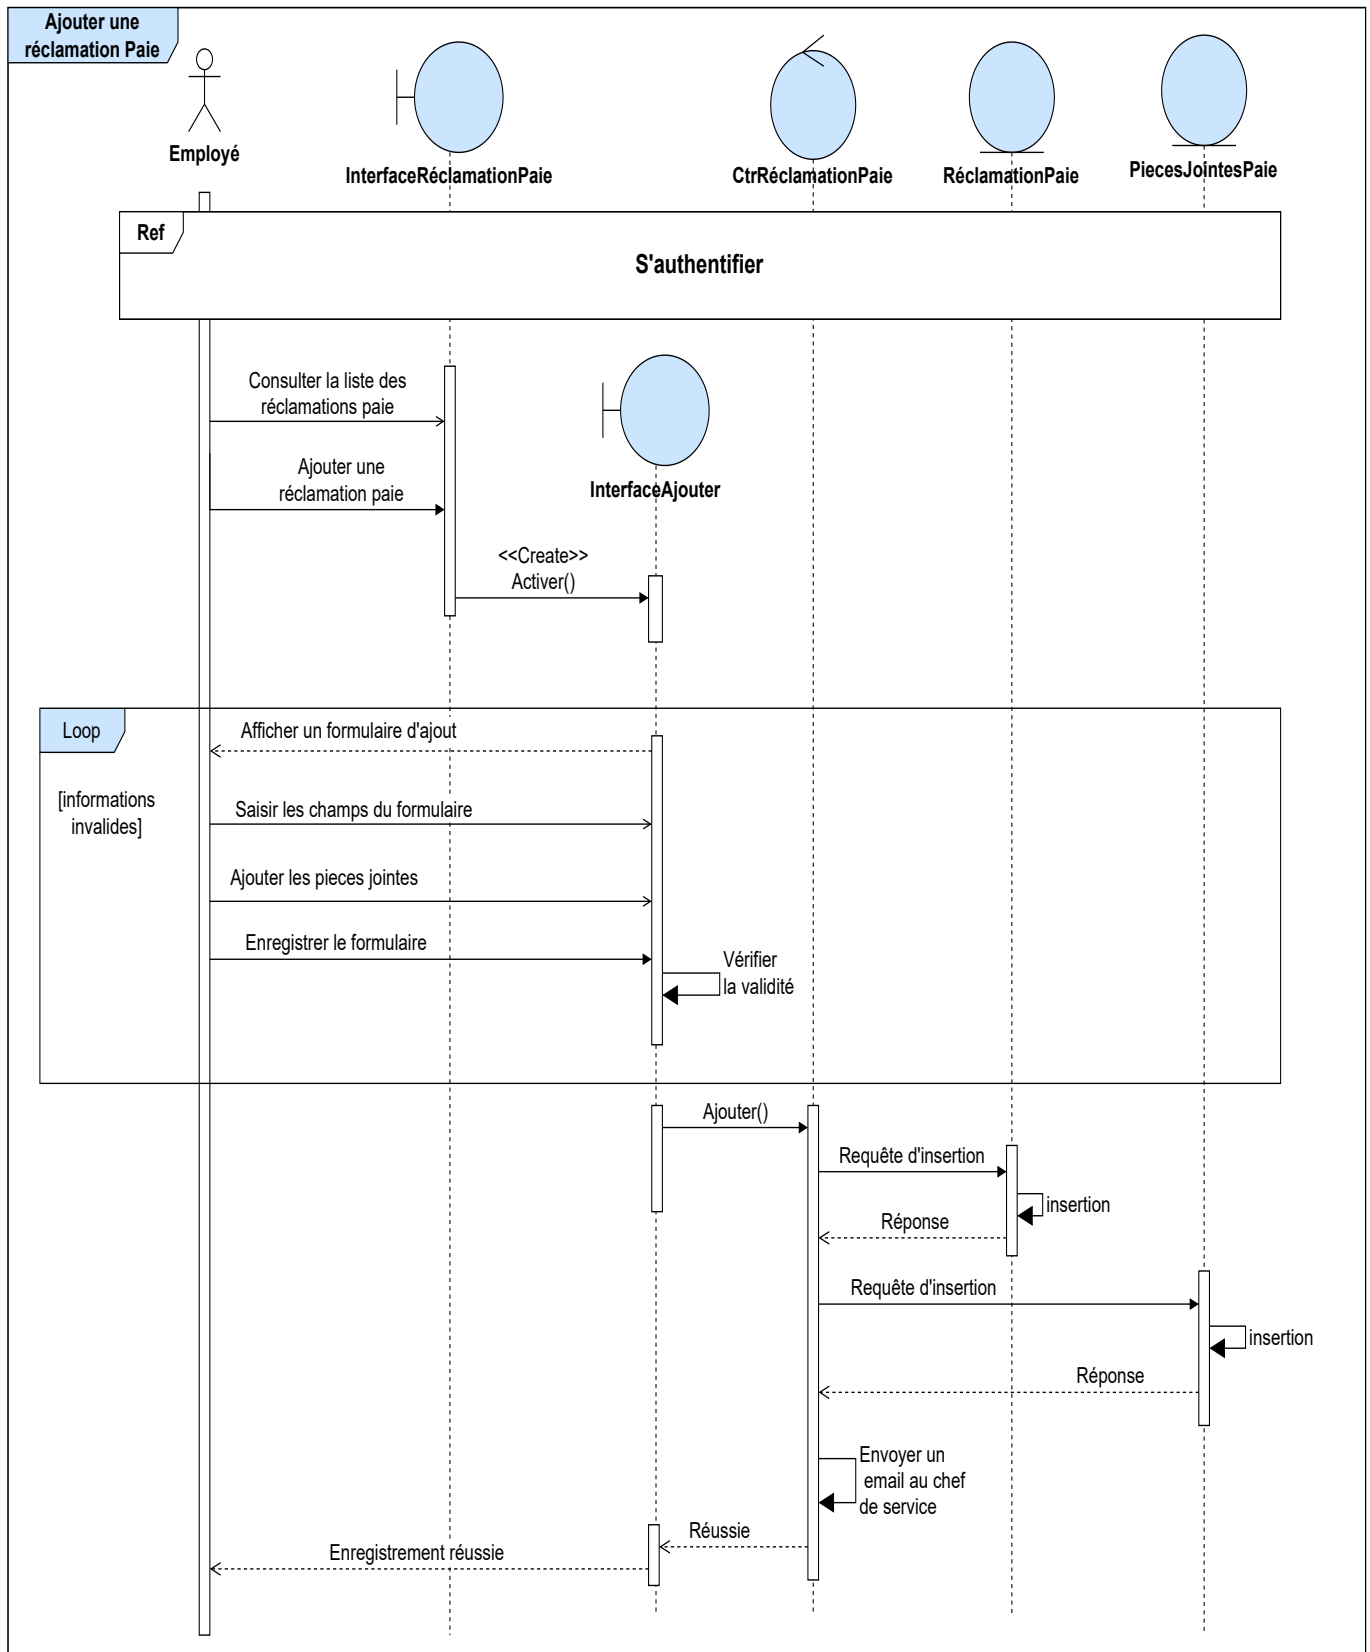 Ajouter une
réclamation Paie
Employé
InterfaceRéclamationPaie
CtrRéclamationPaie
RéclamationPaie
PiecesJointesPaie
Ref
S'authentifier
Consulter la liste des
réclamations paie
Ajouter une
réclamation paie
InterfaceAjouter
<<Create>>
Activer()
Loop
Afficher un formulaire d'ajout
[informations
invalides]
Saisir les champs du formulaire
Ajouter les pieces jointes
Enregistrer le formulaire
Vérifier
la validité
Ajouter()
Requête d'insertion
insertion
Réponse
Requête d'insertion
insertion
Réponse
Envoyer un
email au chef
de service
Réussie
Enregistrement réussie